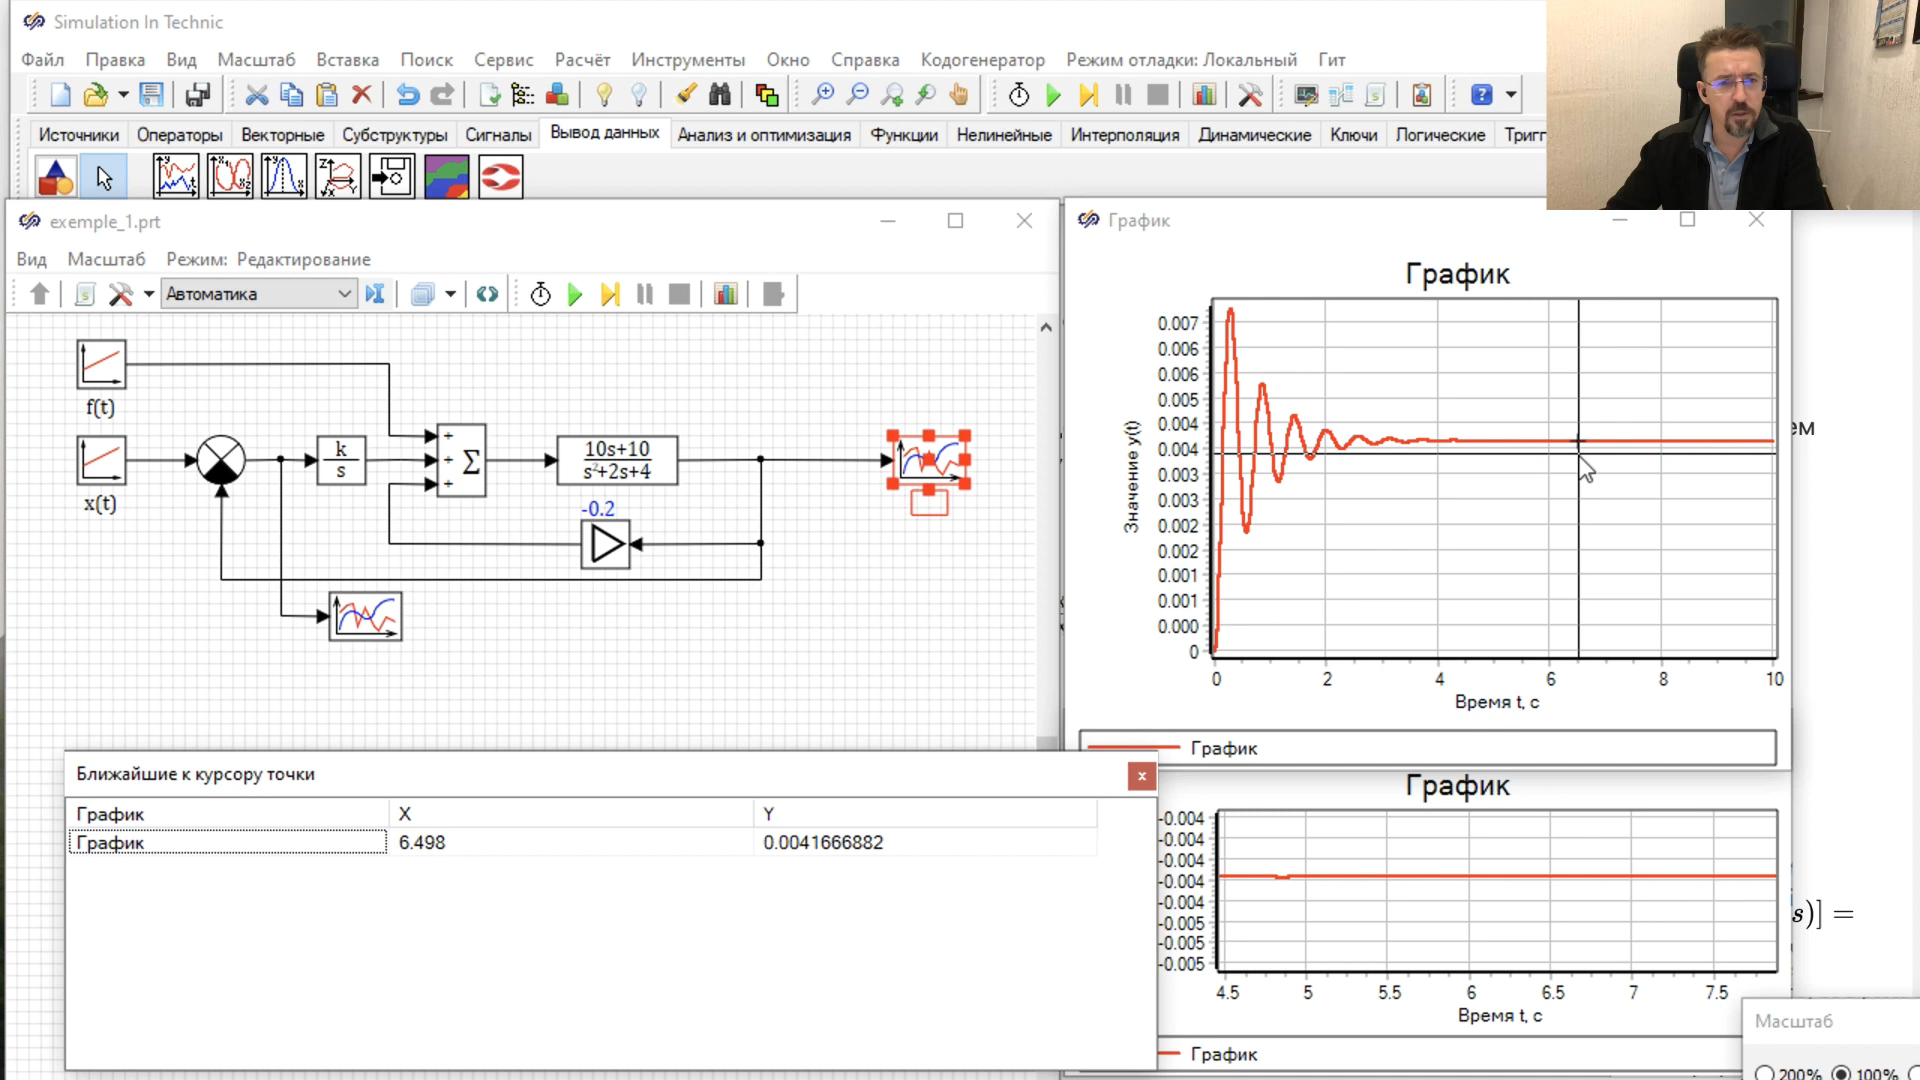 Simulation In Technic
Файл Правка Вид Масштаб Вставка Поиск Сервис Расчёт Инструменты Окно Справка Кодогенератор Режим отладки: Локальный Гит
Источники Операторы Векторные Субструктуры Сигналы Вывод данных Анализ и оптимизация Функции Нелинейные Интерполяция Динамические Ключи Логические Тригг
exemple_1.prt
Вид Масштаб Режим: Редактирование
Автоматика
f(t)
x(t)
k
s
+
+
+
Σ
10s+10
s²+2s+4
-0.2
График
График
Значение y(t)
0.007
0.006
0.006
0.005
0.004
0.004
0.003
0.003
0.002
0.002
0.001
0.001
0.000
0
0 2 4 6 8 10
Время t, с
График
ем
Ближайшие к курсору точки
x
График X Y
График 6.498 0.0041666882
График
-0.004
-0.004
-0.004
-0.004
-0.004
-0.005
-0.005
-0.005
4.5 5 5.5 6 6.5 7 7.5
Время t, с
График
s)] =
Масштаб
200% 100%